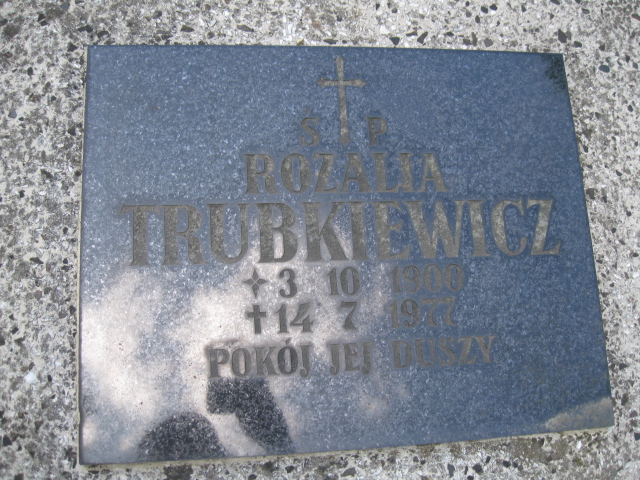 Ś P
ROZALIA
TRUBKIEWICZ
3 10 1900
14 7 1977
POKÓJ JEJ DUSZY